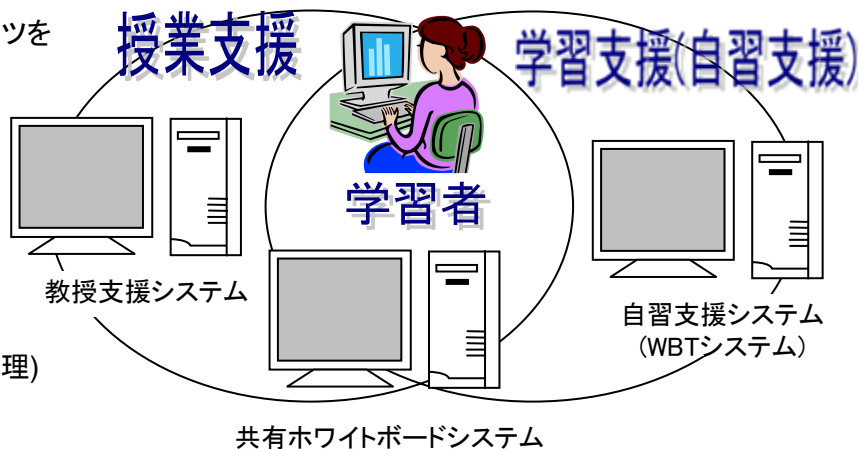 ツを
授業支援
学習支援(自習支援)
学習者
教授支援システム
自習支援システム
(WBTシステム)
理)
共有ホワイトボードシステム